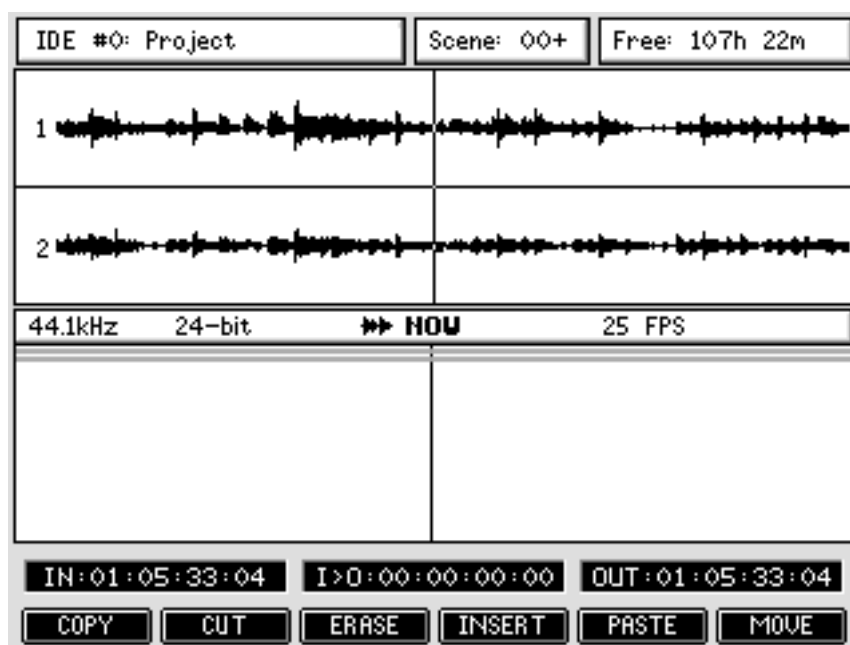 IDE #0: Project Scene: 00+ Free: 107h 22m
1
2
44.1kHz 24-bit NOW 25 FPS
IN:01:05:33:04 I>O:00:00:00:00 OUT:01:05:33:04
COPY CUT ERASE INSERT PASTE MOVE